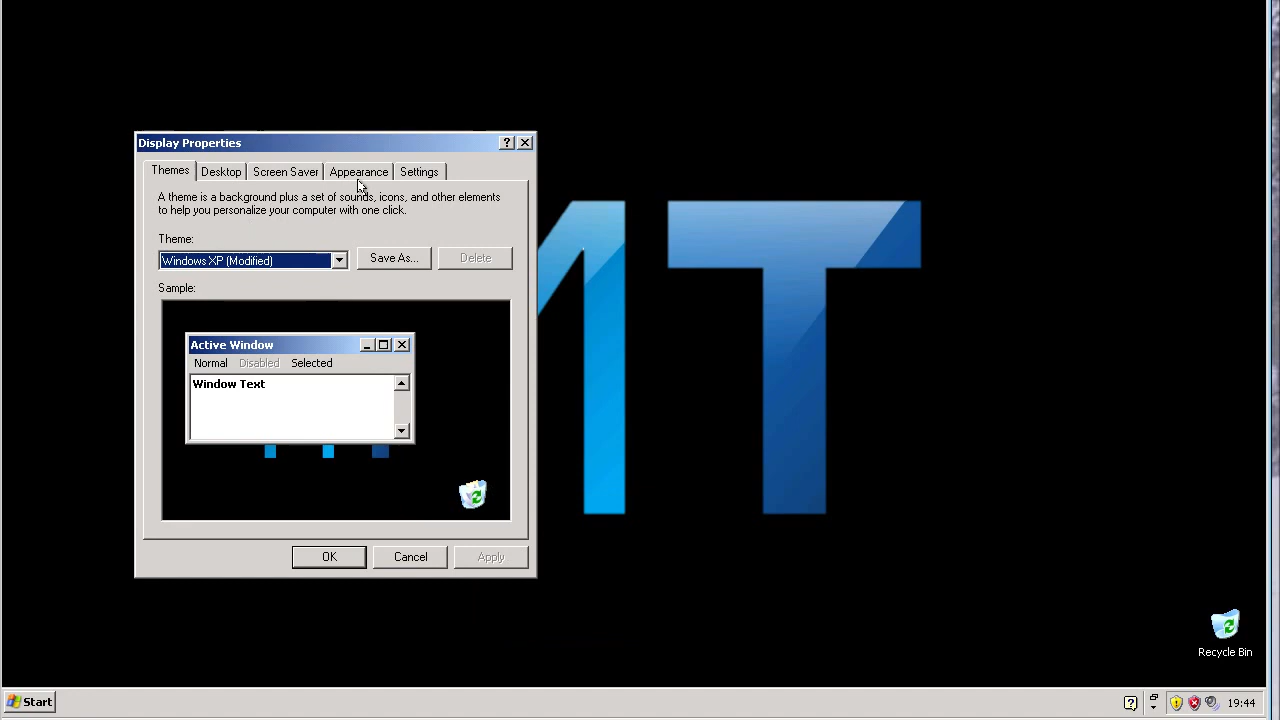 Display Properties
Themes Desktop Screen Saver Appearance Settings
A theme is a background plus a set of sounds, icons, and other elements
to help you personalize your computer with one click.
Theme:
Windows XP (Modified) Save As... Delete
Sample:
Active Window
Normal Disabled Selected
Window Text
OK Cancel Apply
T
Recycle Bin
Start 19:44